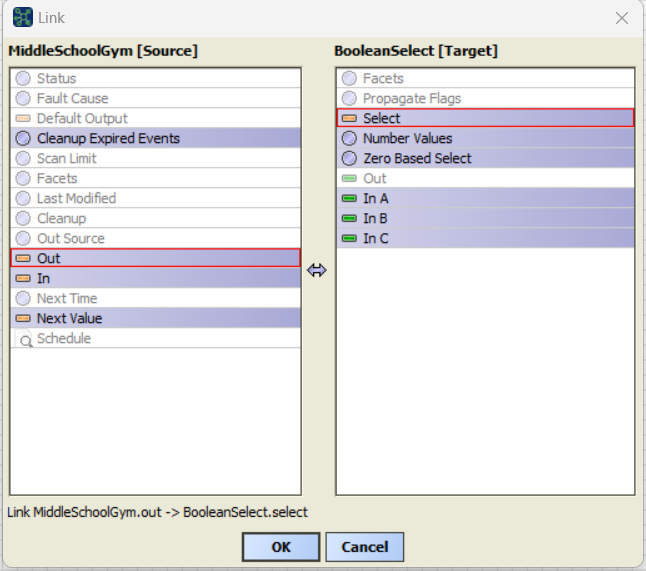 Link
MiddleSchoolGym [Source]
Status
Fault Cause
Default Output
Cleanup Expired Events
Scan Limit
Facets
Last Modified
Cleanup
Out Source
Out
In
Next Time
Next Value
Schedule
BooleanSelect [Target]
Facets
Propagate Flags
Select
Number Values
Zero Based Select
Out
In A
In B
In C
Link MiddleSchoolGym.out -> BooleanSelect.select
OK
Cancel